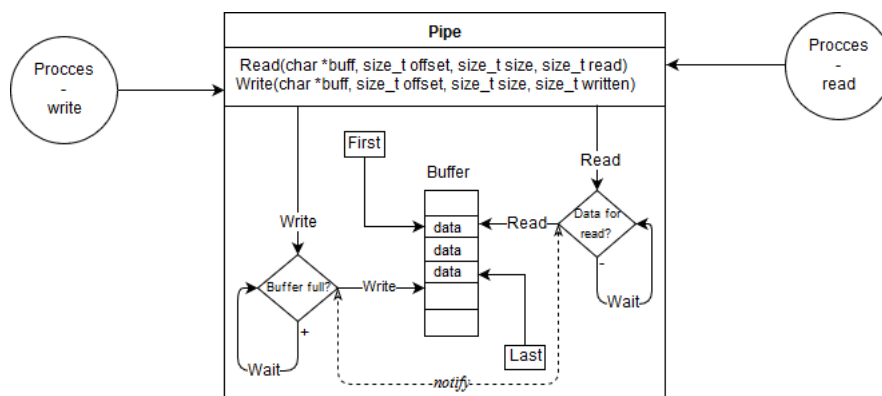 Pipe
Read(char *buff, size_t offset, size_t size, size_t read)
Write(char *buff, size_t offset, size_t size, size_t written)
Procces
-
write
Procces
-
read
First
Buffer
Read
Write
data
data
data
Read
Data for
read?
-
Wait
Buffer full?
Write
+
Wait
Last
notify